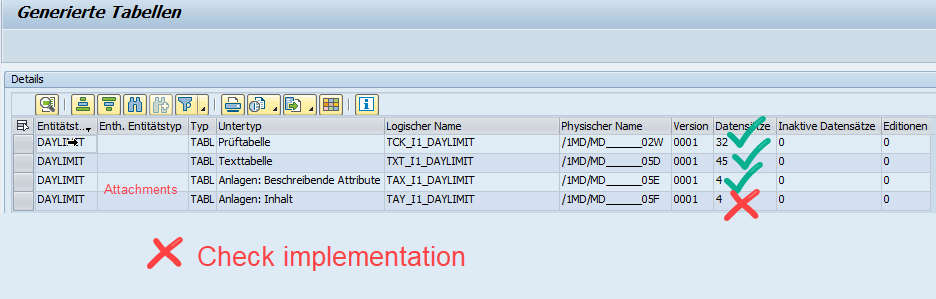 Generierte Tabellen
Details
Entitätst.. Enth. Entitätstyp Typ Untertyp Logischer Name Physischer Name Version Datensätze Inaktive Datensätze Editionen
DAYLIMIT TABL Prüftabelle TCK_I1_DAYLIMIT /1MD/MD______02W 0001 32 0 0
DAYLIMIT TABL Texttabelle TXT_I1_DAYLIMIT /1MD/MD______05D 0001 45 0 0
DAYLIMIT TABL Anlagen: Beschreibende Attribute TAX_I1_DAYLIMIT /1MD/MD______05E 0001 4 0 0
Attachments
DAYLIMIT TABL Anlagen: Inhalt TAY_I1_DAYLIMIT /1MD/MD______05F 0001 4 0 0
Check implementation